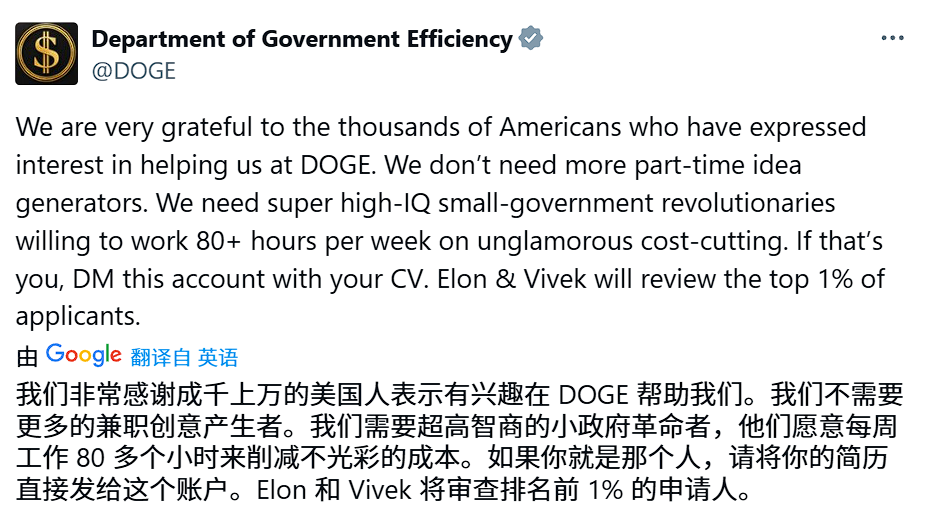 Department of Government Efficiency
@DOGE
We are very grateful to the thousands of Americans who have expressed
interest in helping us at DOGE. We don’t need more part-time idea
generators. We need super high-IQ small-government revolutionaries
willing to work 80+ hours per week on unglamorous cost-cutting. If that’s
you, DM this account with your CV. Elon & Vivek will review the top 1% of
applicants.
由 Google 翻译自 英语
我们非常感谢成千上万的美国人表示有兴趣在 DOGE 帮助我们。我们不需要
更多的兼职创意产生者。我们需要超高智商的小政府革命者，他们愿意每周
工作 80 多个小时来削减不光彩的成本。如果你就是那个人，请将你的简历
直接发给这个账户。Elon 和 Vivek 将审查排名前 1% 的申请人。